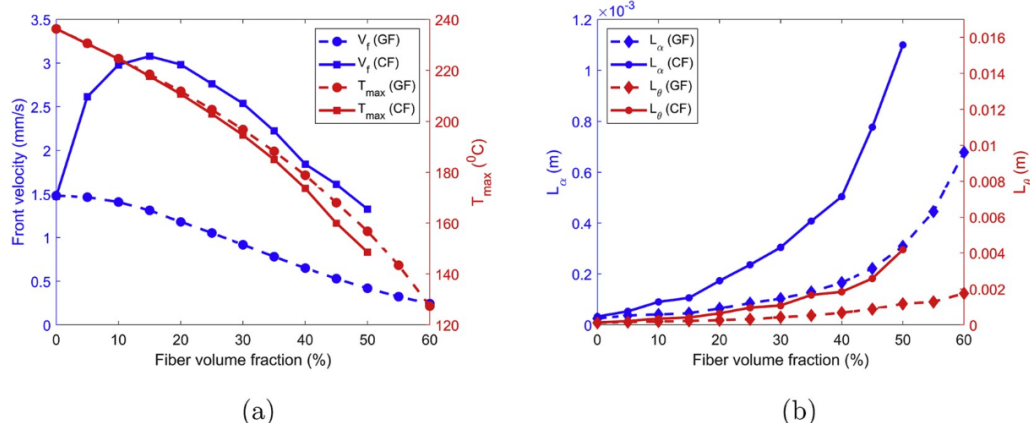 3.5
3
2.5
2
1.5
1
0.5
0
Front velocity (mm/s)
V_f (GF)
V_f (CF)
T_max (GF)
T_max (CF)
240
220
200
180
160
140
120
T_max (⁰C)
0 10 20 30 40 50 60
Fiber volume fraction (%)
(a)
×10⁻³
1.2
1
0.8
0.6
0.4
0.2
0
L_α (m)
L_α (GF)
L_α (CF)
L_θ (GF)
L_θ (CF)
0.016
0.014
0.012
0.010
0.008
0.006
0.004
0.002
0
L_θ (m)
0 10 20 30 40 50 60
Fiber volume fraction (%)
(b)